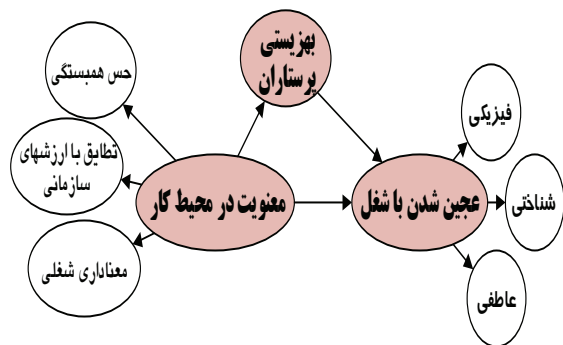 بهزیستی
پرستاران
حس همبستگی
فیزیکی
تطابق با ارزشهای
سازمانی
معنویت در محیط کار
عجین شدن با شغل
شناختی
معناداری شغلی
عاطفی